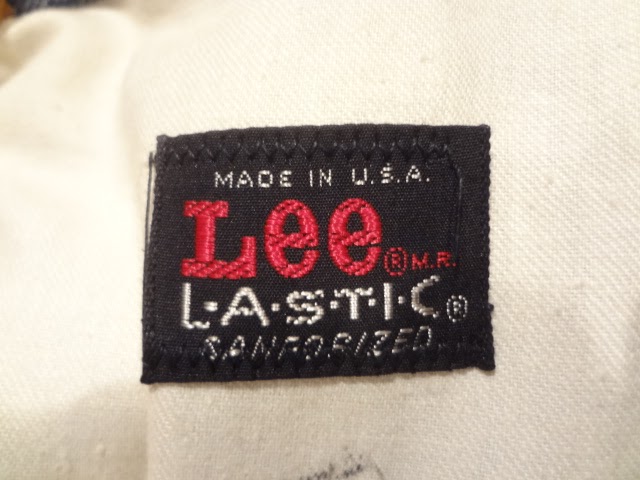 MADE IN U.S.A.
Lee ® M.R.
L·A·S·T·I·C ®
SANFORIZED